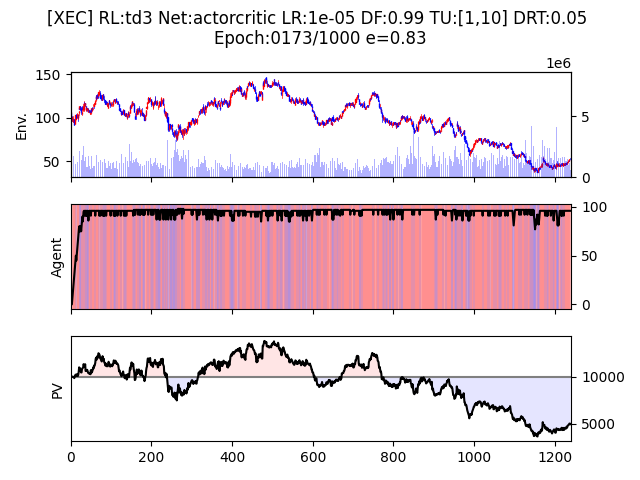 [XEC] RL:td3 Net:actorcritic LR:1e-05 DF:0.99 TU:[1,10] DRT:0.05
Epoch:0173/1000 e=0.83
1e6
150
100
50
Env.
5
0
Agent
100
50
0
PV
10000
5000
0 200 400 600 800 1000 1200